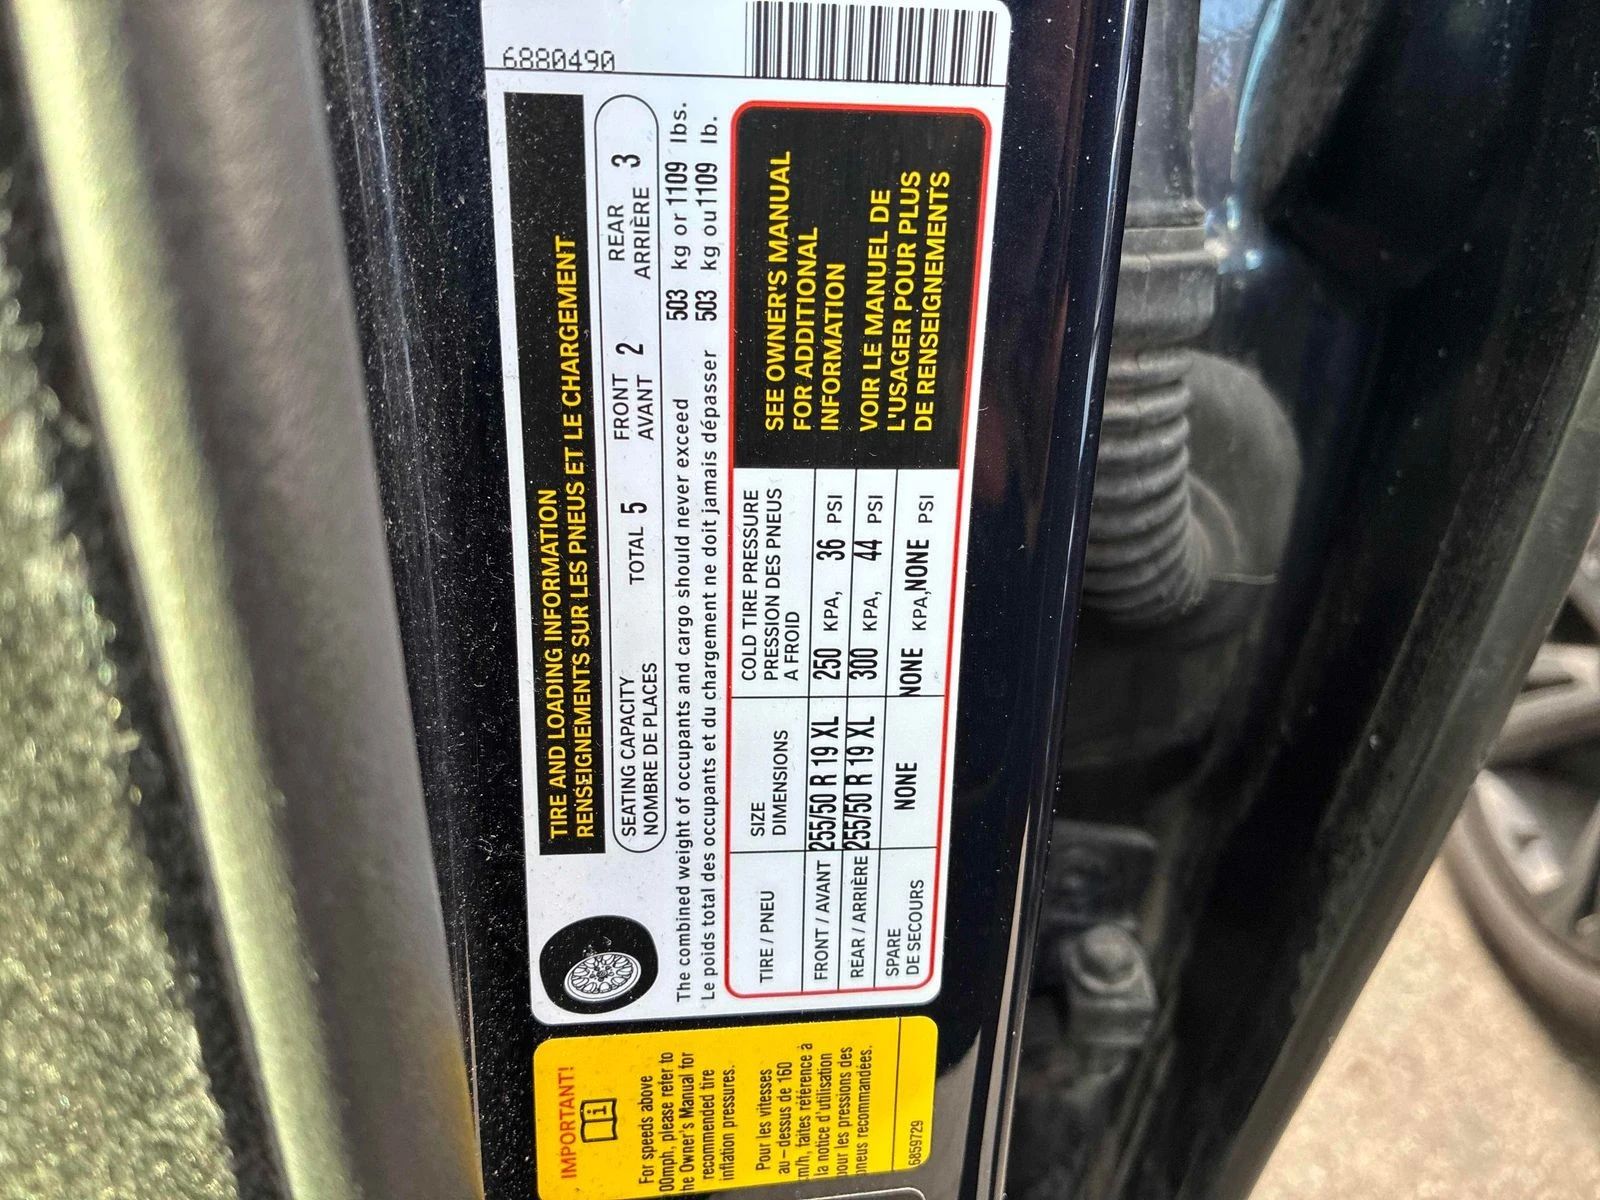 6880490
TIRE AND LOADING INFORMATION
RENSEIGNEMENTS SUR LES PNEUS ET LE CHARGEMENT
SEATING CAPACITY
NOMBRE DE PLACES
TOTAL 5
FRONT
AVANT 2
REAR
ARRIÈRE 3
The combined weight of occupants and cargo should never exceed 503 kg or 1109 lbs.
Le poids total des occupants et du chargement ne doit jamais dépasser 503 kg ou 1109 lb.
TIRE / PNEU
SIZE
DIMENSIONS
COLD TIRE PRESSURE
PRESSION DES PNEUS
A FROID
FRONT / AVANT 255/50 R 19 XL 250 KPA, 36 PSI
REAR / ARRIÈRE 255/50 R 19 XL 300 KPA, 44 PSI
SPARE
DE SECOURS
NONE NONE KPA, NONE PSI
SEE OWNER'S MANUAL
FOR ADDITIONAL
INFORMATION
VOIR LE MANUEL DE
L'USAGER POUR PLUS
DE RENSEIGNEMENTS
IMPORTANT!
For speeds above
00mph, please refer to
he Owner's Manual for
recommended tire
inflation pressures.
Pour les vitesses
au-dessus de 160
m/h, faites référence à
la notice d'utilisation
pour les pressions des
pneus recommandées.
6859729